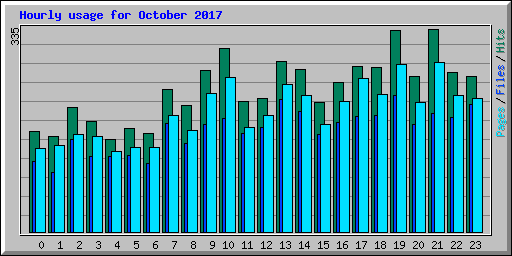 Hourly usage for October 2017
335
Pages/Files/Hits
0 1 2 3 4 5 6 7 8 9 10 11 12 13 14 15 16 17 18 19 20 21 22 23